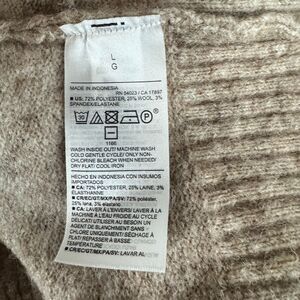 L
G
MADE IN INDONESIA
RN 54023 / CA 17897
■ US: 72% POLYESTER, 25% WOOL, 3%
SPANDEX/ELASTANE
30
P
1166
WASH INSIDE OUT/ MACHINE WASH
COLD GENTLE CYCLE/ ONLY NON-
CHLORINE BLEACH WHEN NEEDED/
DRY FLAT/ COOL IRON
HECHO EN INDONESIA CON INSUMOS
IMPORTADOS
■ CA: 72% POLYESTER, 25% LAINE, 3%
ÉLASTHANNE
■ CR/EC/GT/MX/PA/SV: 72% poliéster,
25% lana, 3% elastano
■ CA: LAVER À L'ENVERS/ LAVER À LA
MACHINE À L'EAU FROIDE AU CYCLE
DÉLICAT/ AU BESOIN, UTILISER UN
AGENT DE BLANCHIMENT SANS
CHLORE UNIQUEMENT/ SÉCHAGE À
PLAT/ REPASSER À BASSE
TEMPÉRATURE
■ CR/EC/GT/MX/PA/SV: LAVAR AL